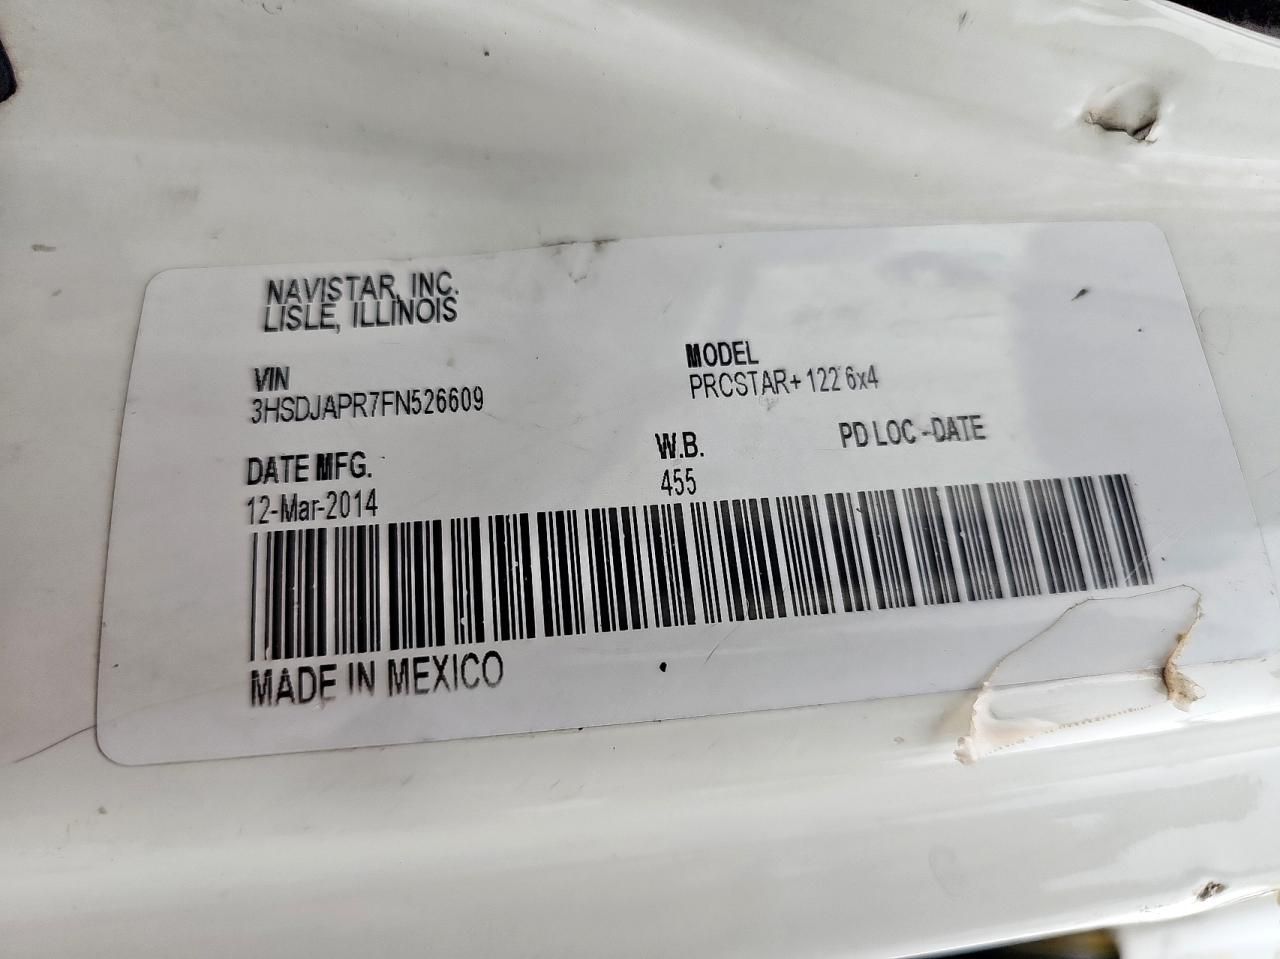 NAVISTAR, INC.
LISLE, ILLINOIS
VIN
3HSDJAPR7FN526609
MODEL
PROSTAR+ 122 6x4
DATE MFG.
12-Mar-2014
W.B.
455
PD LOC -DATE
MADE IN MEXICO